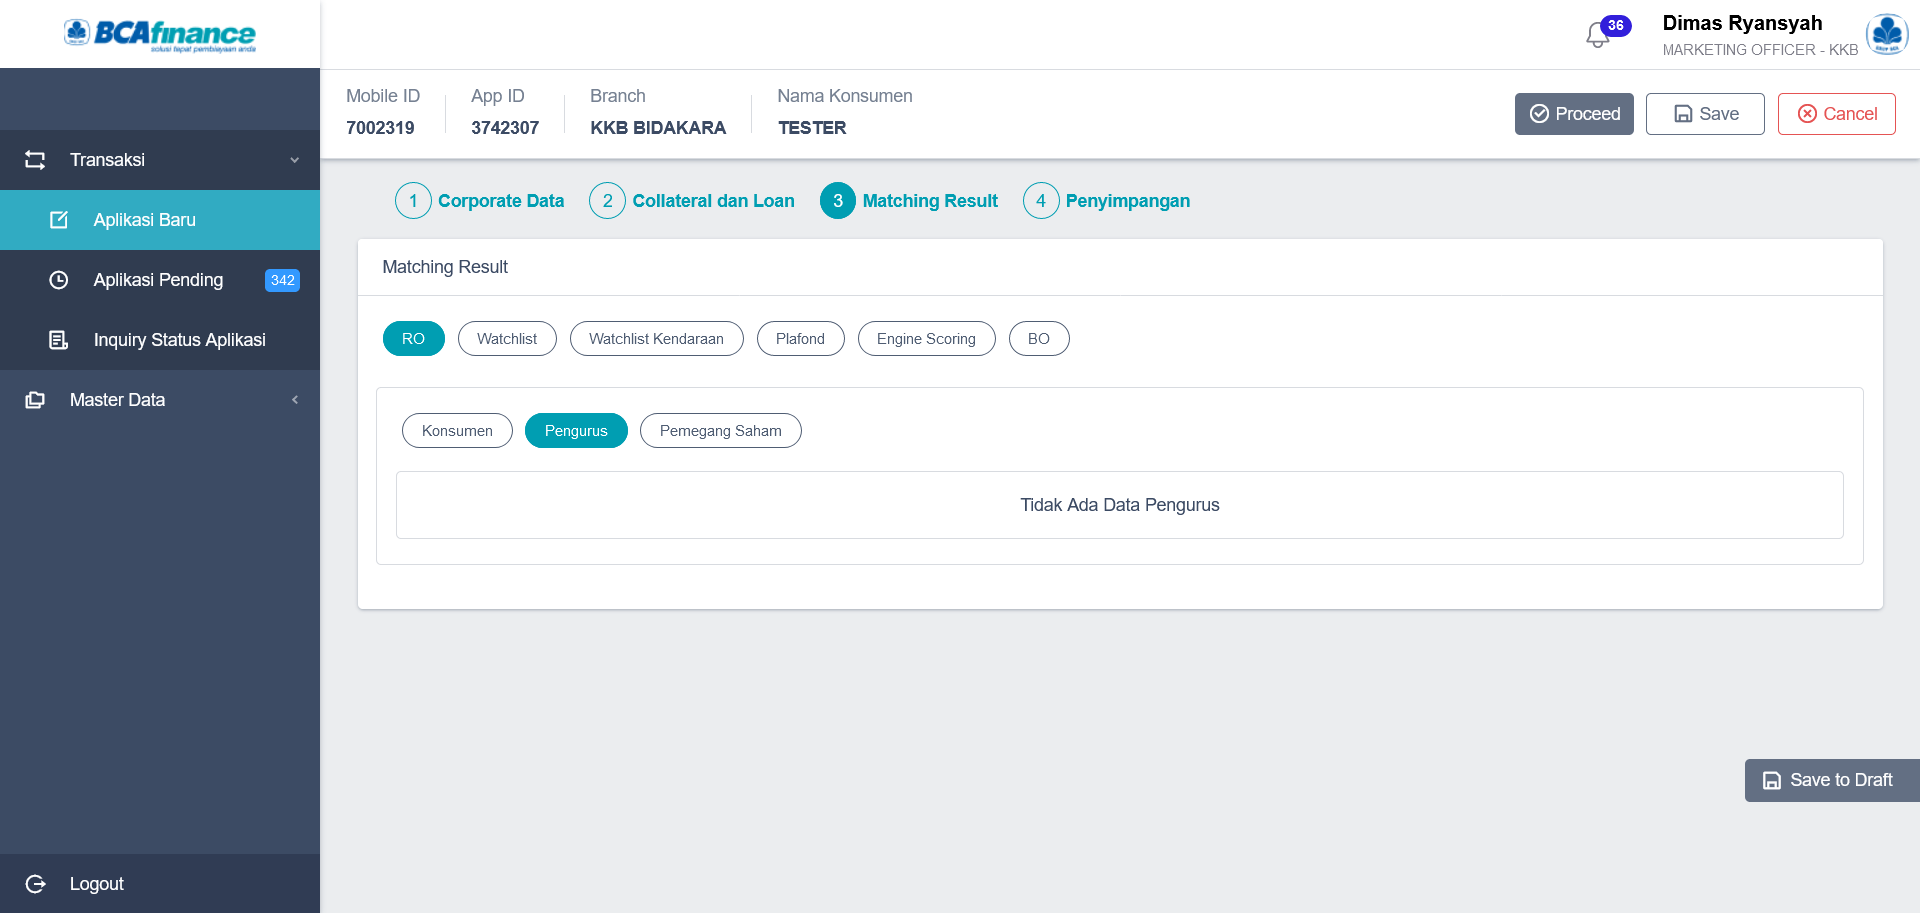 BCAfinance
solusi tepat pembiayaan anda
36
Dimas Ryansyah
MARKETING OFFICER - KKB
Mobile ID
7002319
App ID
3742307
Branch
KKB BIDAKARA
Nama Konsumen
TESTER
Proceed
Save
Cancel
Transaksi
Aplikasi Baru
Aplikasi Pending
342
Inquiry Status Aplikasi
Master Data
Logout
1 Corporate Data
2 Collateral dan Loan
3 Matching Result
4 Penyimpangan
Matching Result
RO
Watchlist
Watchlist Kendaraan
Plafond
Engine Scoring
BO
Konsumen
Pengurus
Pemegang Saham
Tidak Ada Data Pengurus
Save to Draft